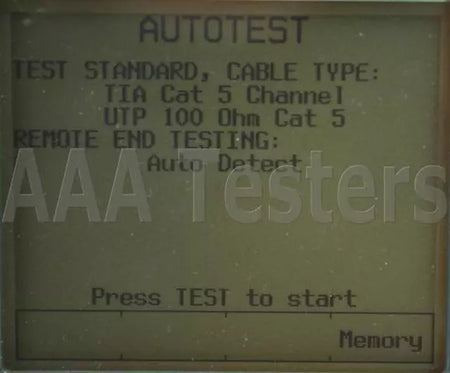 AUTOTEST
TEST STANDARD, CABLE TYPE:
TIA Cat 5 Channel
UTP 100 Ohm Cat 5
REMOTE END TESTING:
Auto Detect
AAA Testers
Press TEST to start
Memory